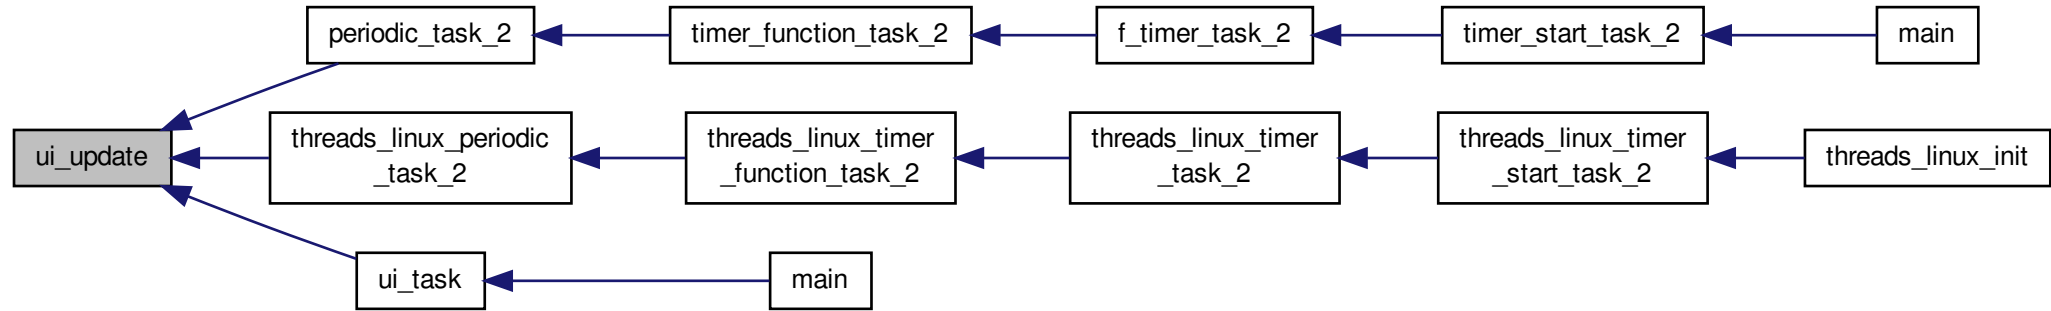 periodic_task_2
timer_function_task_2
f_timer_task_2
timer_start_task_2
main
ui_update
threads_linux_periodic
_task_2
threads_linux_timer
_function_task_2
threads_linux_timer
_task_2
threads_linux_timer
_start_task_2
threads_linux_init
ui_task
main